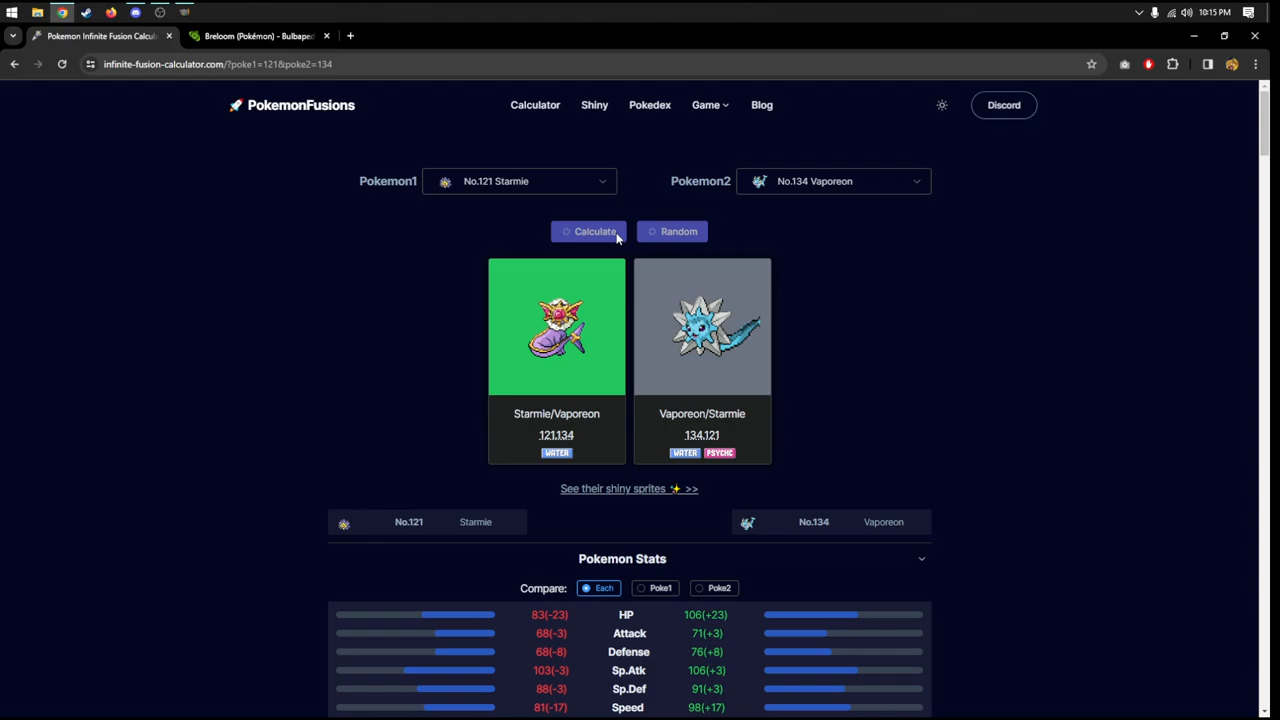 10:15 PM
Pokemon Infinite Fusion Calcul
Breloom (Pokémon) - Bulbaped
infinite-fusion-calculator.com/?poke1=121&poke2=134
PokemonFusions
Calculator Shiny Pokedex Game Blog
Discord
Pokemon1 No.121 Starmie Pokemon2 No.134 Vaporeon
Calculate Random
Starmie/Vaporeon Vaporeon/Starmie
121.134 134.121
WATER WATER PSYCHC
See their shiny sprites ✨ >>
No.121 Starmie No.134 Vaporeon
Pokemon Stats
Compare: Each Poke1 Poke2
83(-23) HP 106(+23)
68(-3) Attack 71(+3)
68(-8) Defense 76(+8)
103(-3) Sp.Atk 106(+3)
88(-3) Sp.Def 91(+3)
81(-17) Speed 98(+17)